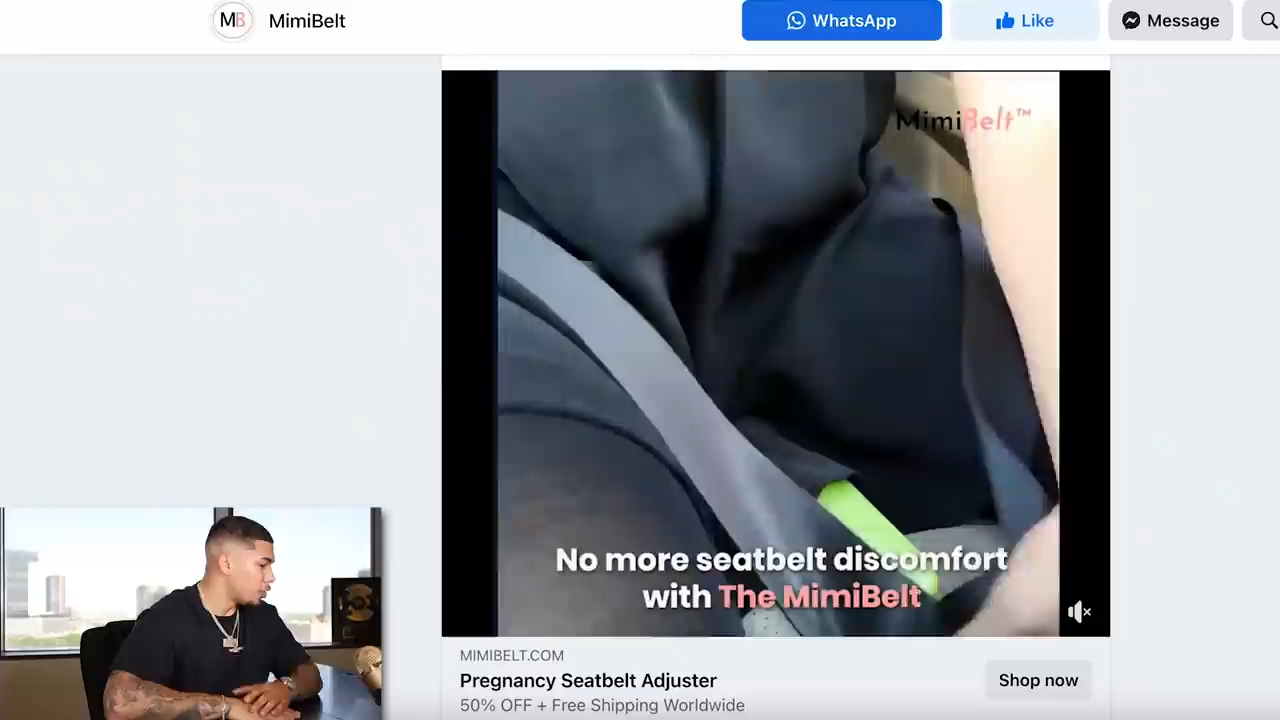 MB
MimiBelt
WhatsApp
Like
Message
MimiBelt™
No more seatbelt discomfort
with The MimiBelt
MIMIBELT.COM
Pregnancy Seatbelt Adjuster
Shop now
50% OFF + Free Shipping Worldwide